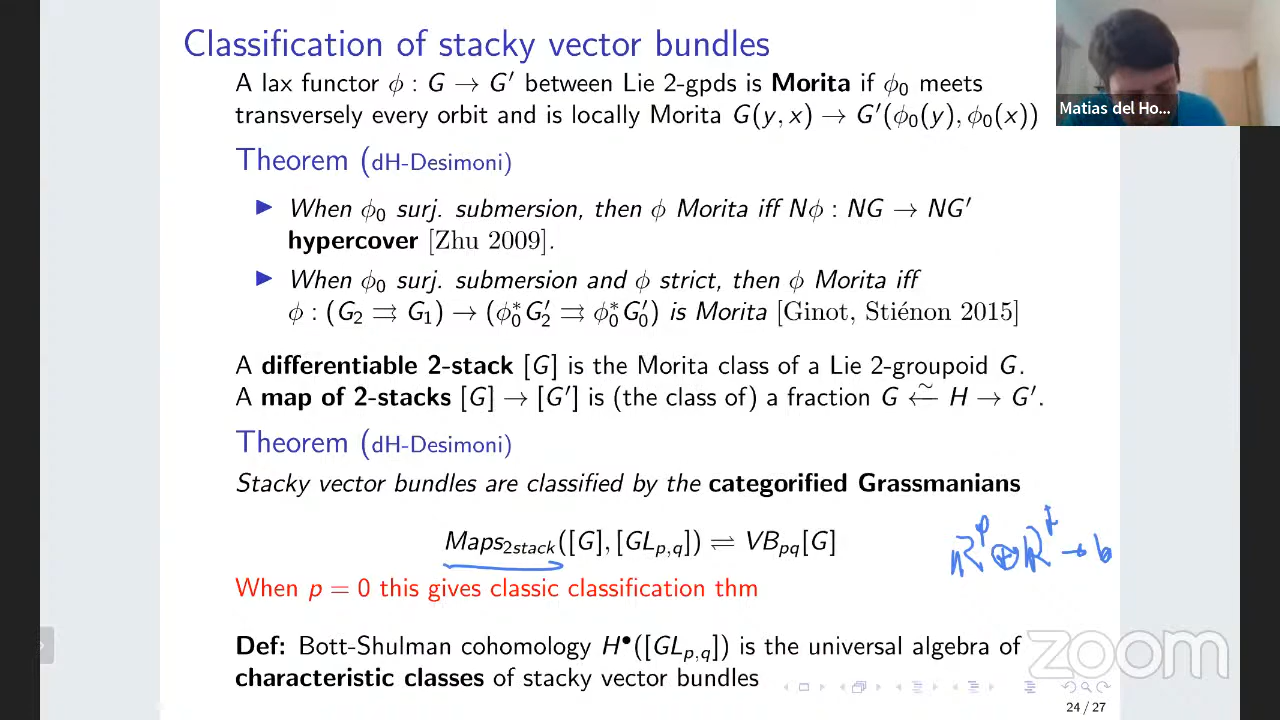 Classification of stacky vector bundles
A lax functor ϕ : G → G′ between Lie 2-gpds is Morita if ϕ₀ meets
transversely every orbit and is locally Morita G(y, x) → G′(ϕ₀(y), ϕ₀(x))
Matias del Ho...
Theorem (dH-Desimoni)
▶ When ϕ₀ surj. submersion, then ϕ Morita iff Nϕ : NG → NG′
hypercover [Zhu 2009].
▶ When ϕ₀ surj. submersion and ϕ strict, then ϕ Morita iff
ϕ : (G₂ ⇉ G₁) → (ϕ₀*G′₂ ⇉ ϕ₀*G′₀) is Morita [Ginot, Stiénon 2015]
A differentiable 2-stack [G] is the Morita class of a Lie 2-groupoid G.
A map of 2-stacks [G] → [G′] is (the class of) a fraction G ←∼ H → G′.
Theorem (dH-Desimoni)
Stacky vector bundles are classified by the categorified Grassmanians
Maps₂stack([G], [GLp,q]) ⇌ VBpq[G]
When p = 0 this gives classic classification thm
Def: Bott-Shulman cohomology H•([GLp,q]) is the universal algebra of
characteristic classes of stacky vector bundles
zoom
24 / 27